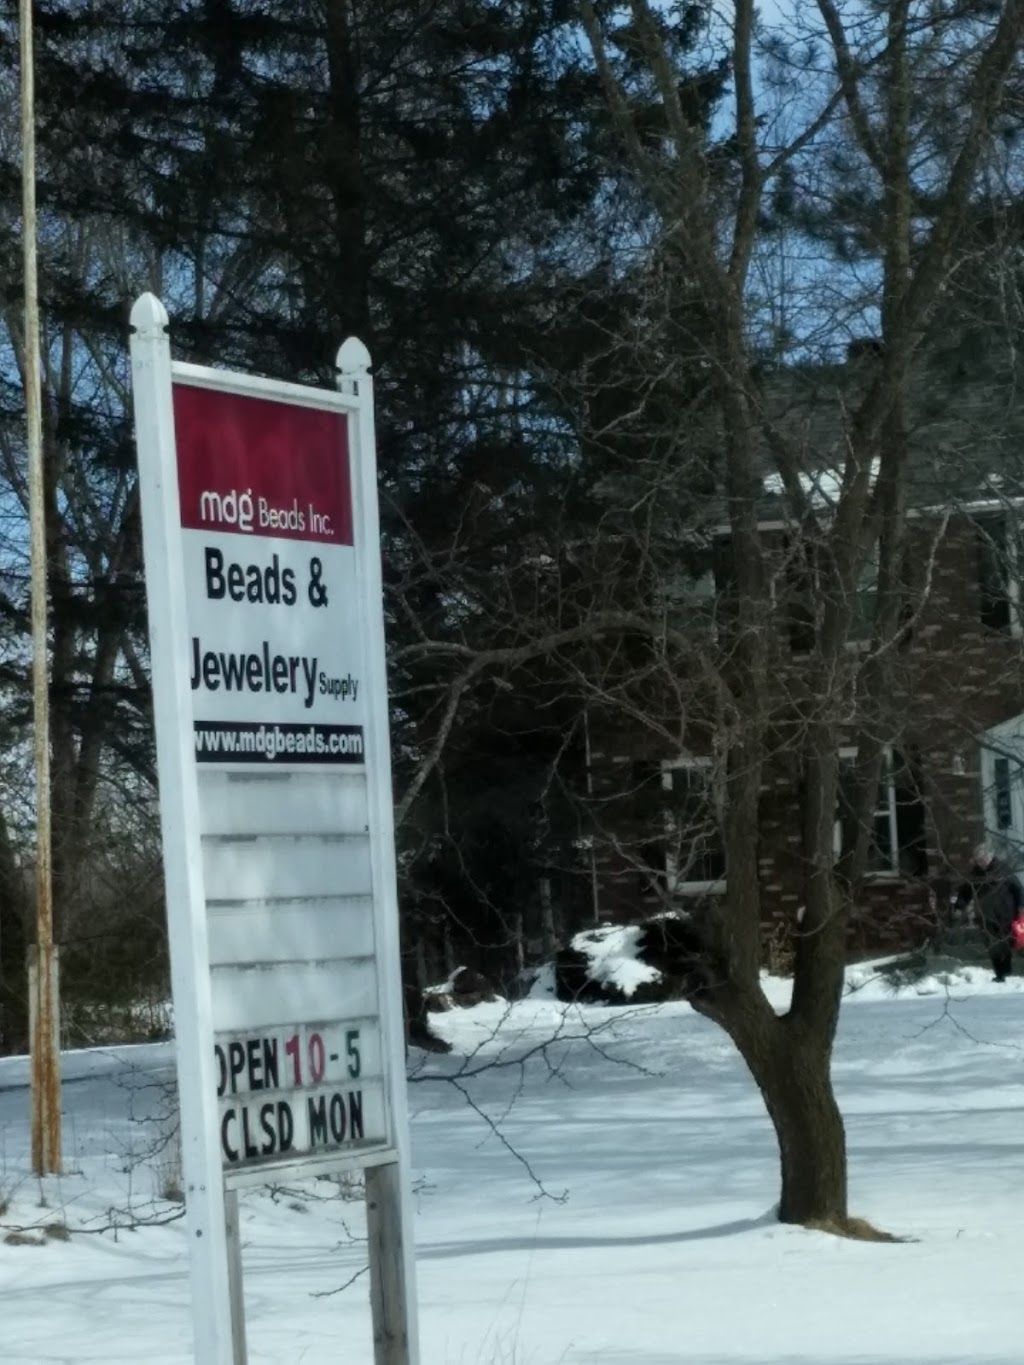 mdg Beads Inc.
Beads &
Jewelery Supply
www.mdgbeads.com
OPEN 10-5
CLSD MON